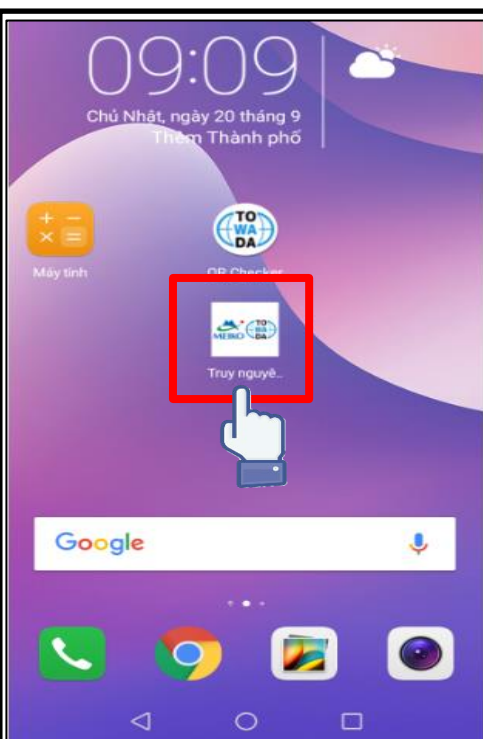 09:09
Chủ Nhật, ngày 20 tháng 9
Thêm Thành phố
TO
WA
DA
Máy tính
QR Checker
MEIKO
TO
WA
DA
Truy nguyê..
Google